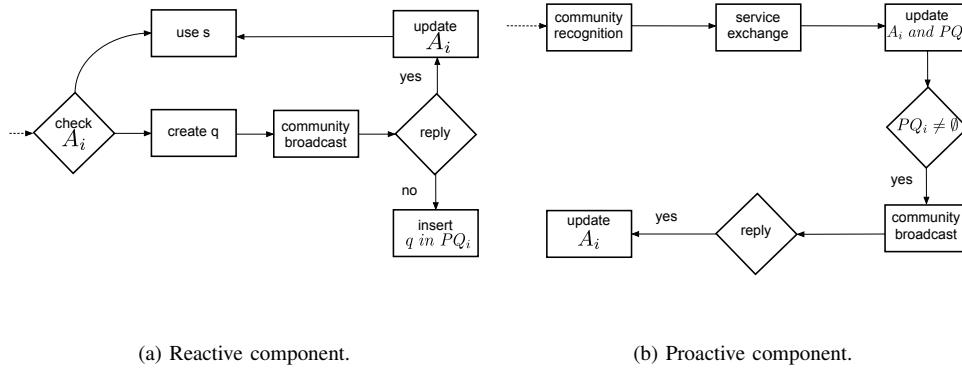 use s
update
A_i
yes
check
A_i
create q
community
broadcast
reply
no
insert
q in PQ_i
community
recognition
service
exchange
update
A_i and PQ
PQ_i ≠ ∅
yes
community
broadcast
reply
yes
update
A_i
(a) Reactive component.
(b) Proactive component.